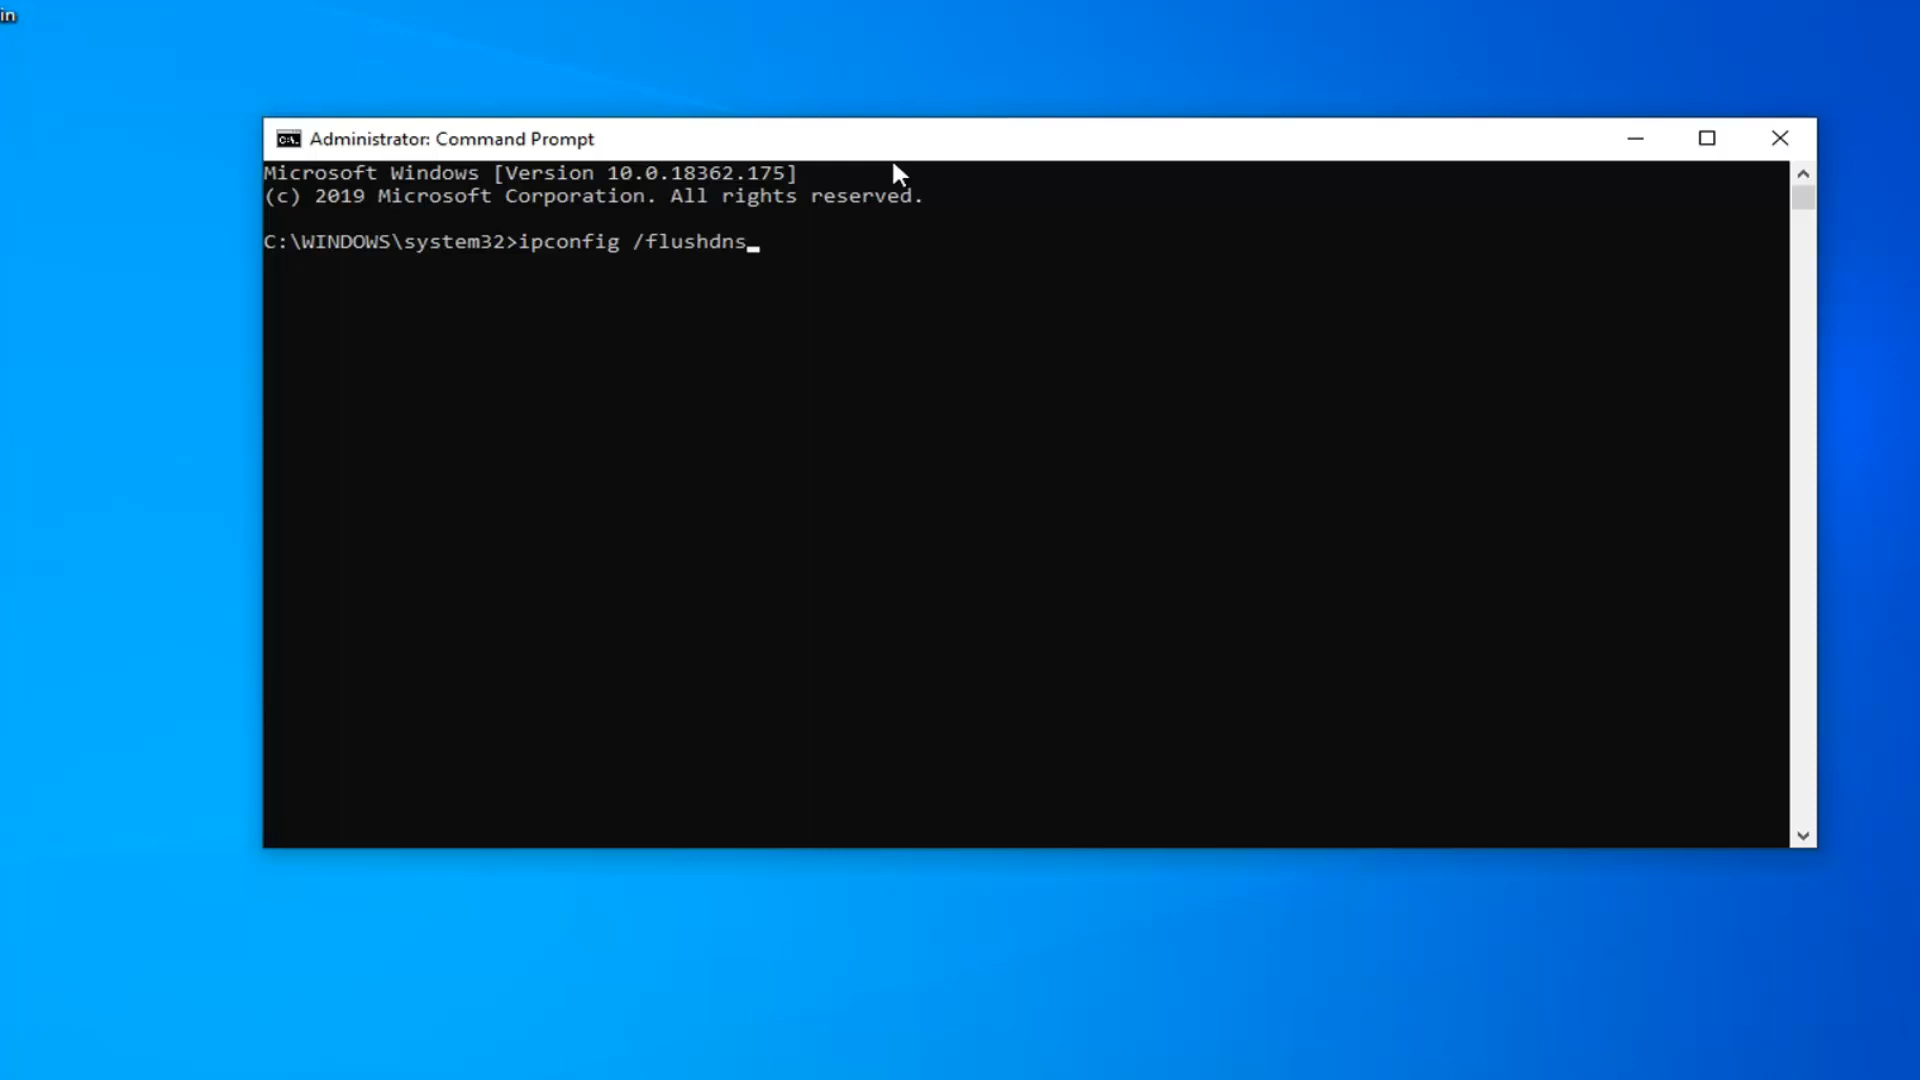 in
Administrator: Command Prompt
Microsoft Windows [Version 10.0.18362.175]
(c) 2019 Microsoft Corporation. All rights reserved.
C:\WINDOWS\system32>ipconfig /flushdns